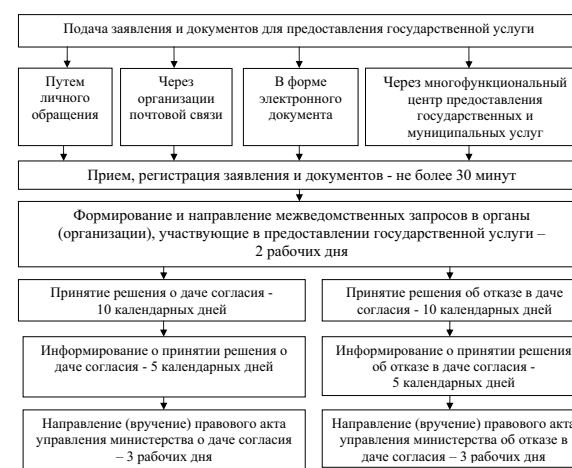 Подача заявления и документов для предоставления государственной услуги
Путем
личного
обращения
Через
организации
почтовой связи
В форме
электронного
документа
Через многофункциональный
центр предоставления
государственных и
муниципальных услуг
Прием, регистрация заявления и документов - не более 30 минут
Формирование и направление межведомственных запросов в органы
(организации), участвующие в предоставлении государственной услуги –
2 рабочих дня
Принятие решения о даче согласия -
10 календарных дней
Принятие решения об отказе в даче
согласия - 10 календарных дней
Информирование о принятии решения о
даче согласия - 5 календарных дней
Информирование о принятии решения
об отказе в даче согласия -
5 календарных дней
Направление (вручение) правового акта
управления министерства о даче согласия
– 3 рабочих дня
Направление (вручение) правового акта
управления министерства об отказе в
даче согласия – 3 рабочих дня